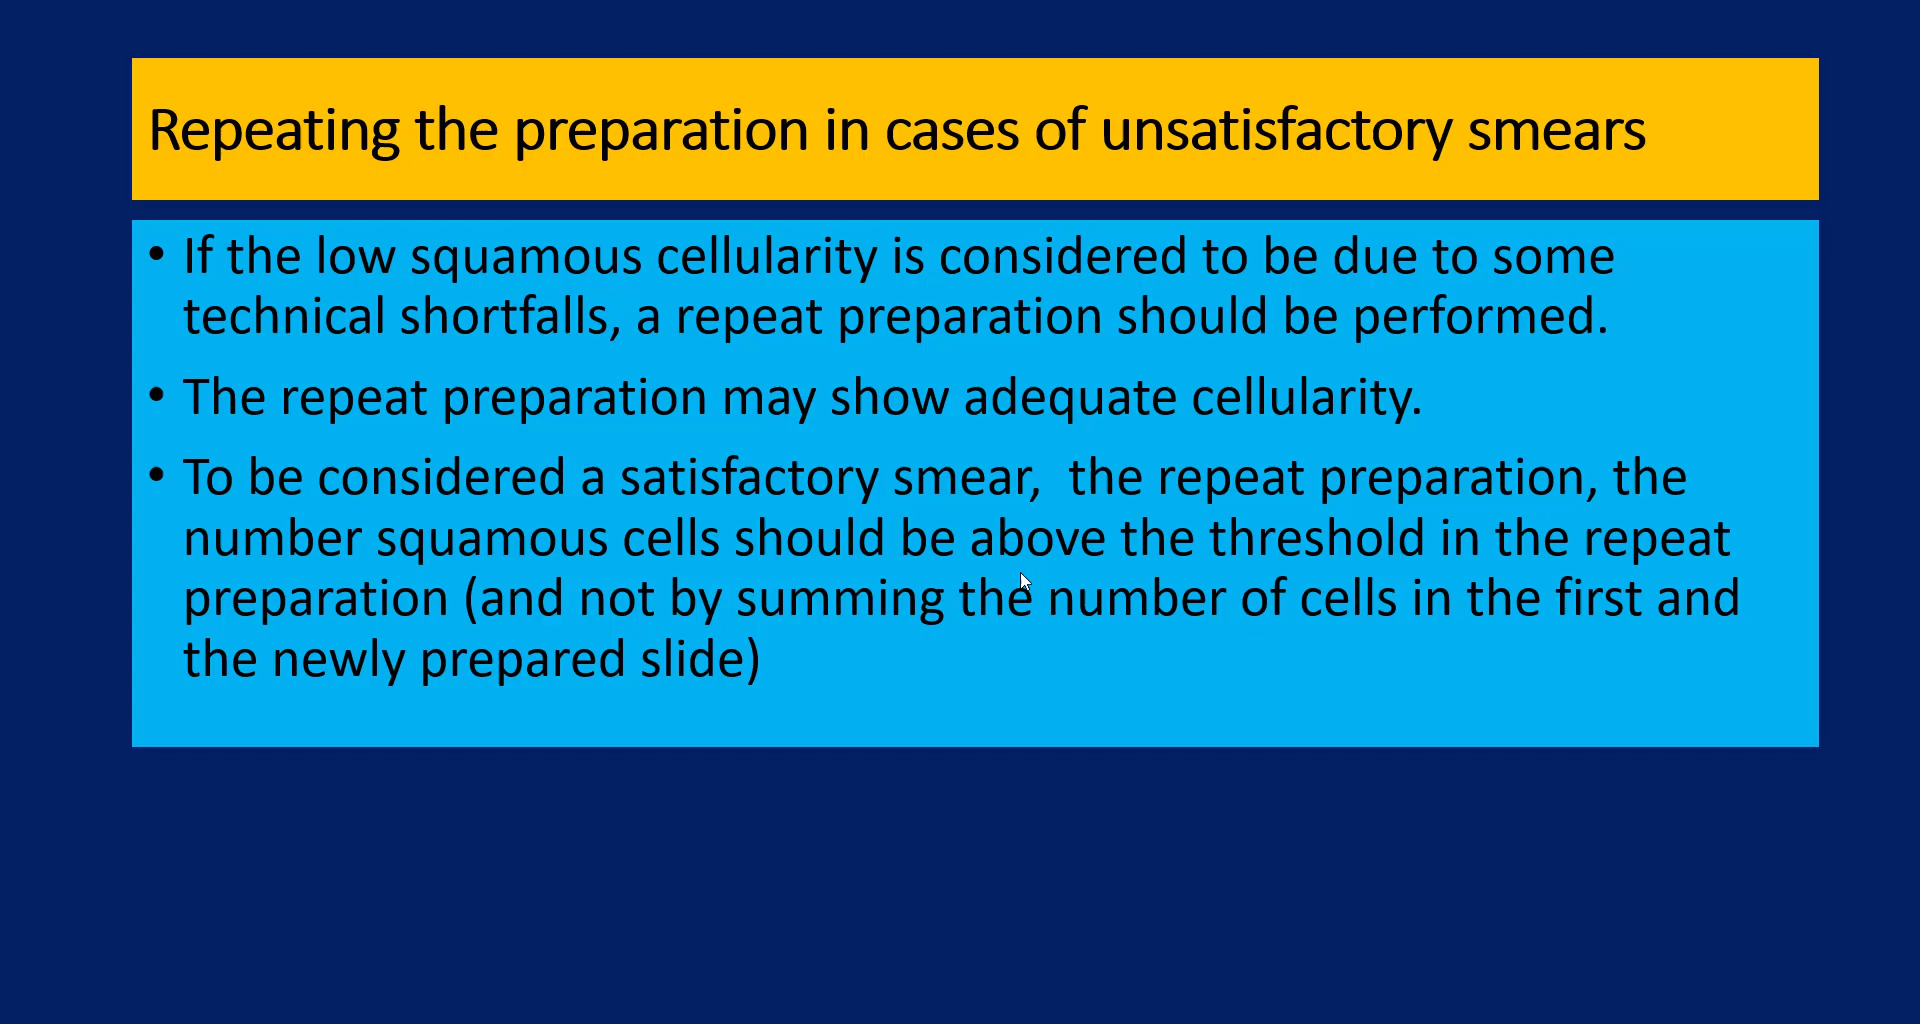 Repeating the preparation in cases of unsatisfactory smears
• If the low squamous cellularity is considered to be due to some
technical shortfalls, a repeat preparation should be performed.
• The repeat preparation may show adequate cellularity.
• To be considered a satisfactory smear,  the repeat preparation, the
number squamous cells should be above the threshold in the repeat
preparation (and not by summing the number of cells in the first and
the newly prepared slide)